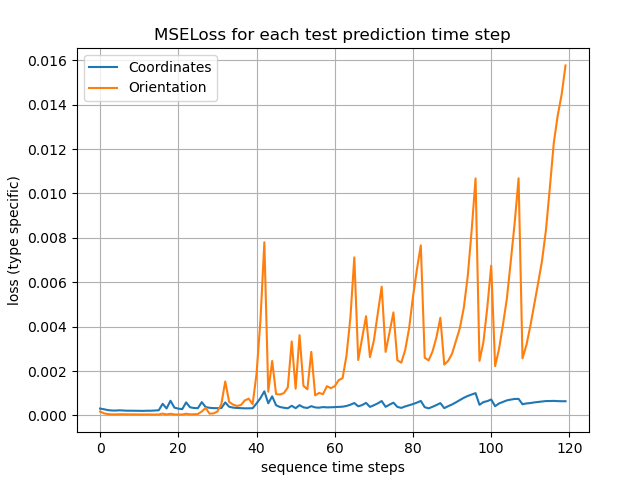 MSELoss for each test prediction time step
Coordinates
Orientation
0.016
0.014
0.012
0.010
0.008
0.006
0.004
0.002
0.000
loss (type specific)
0 20 40 60 80 100 120
sequence time steps